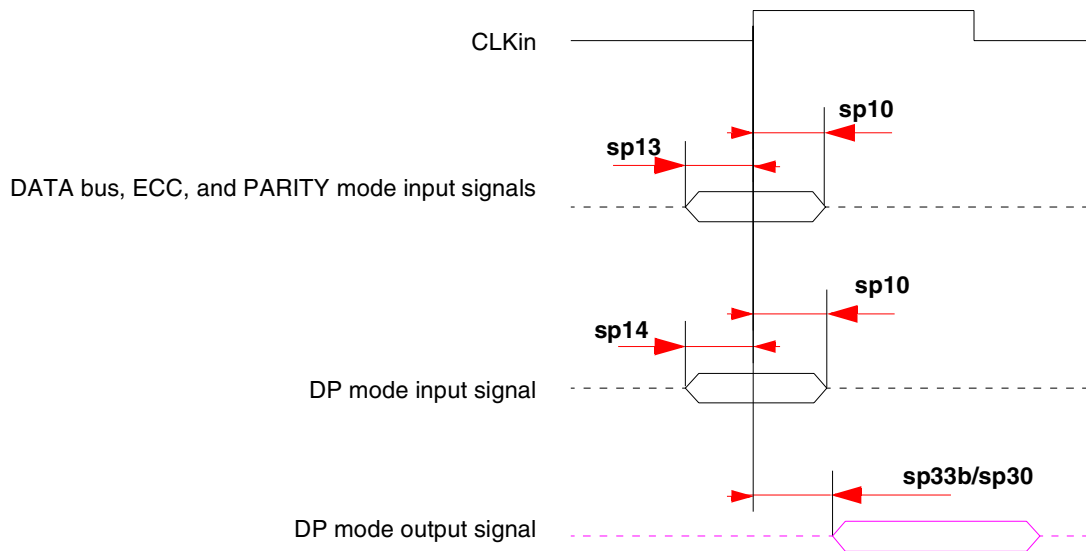 CLKin
sp10
sp13
DATA bus, ECC, and PARITY mode input signals
sp10
sp14
DP mode input signal
sp33b/sp30
DP mode output signal